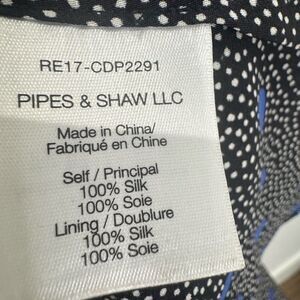 RE17-CDP2291
PIPES & SHAW LLC
Made in China/
Fabriqué en Chine
Self / Principal
100% Silk
100% Soie
Lining / Doublure
100% Silk
100% Soie